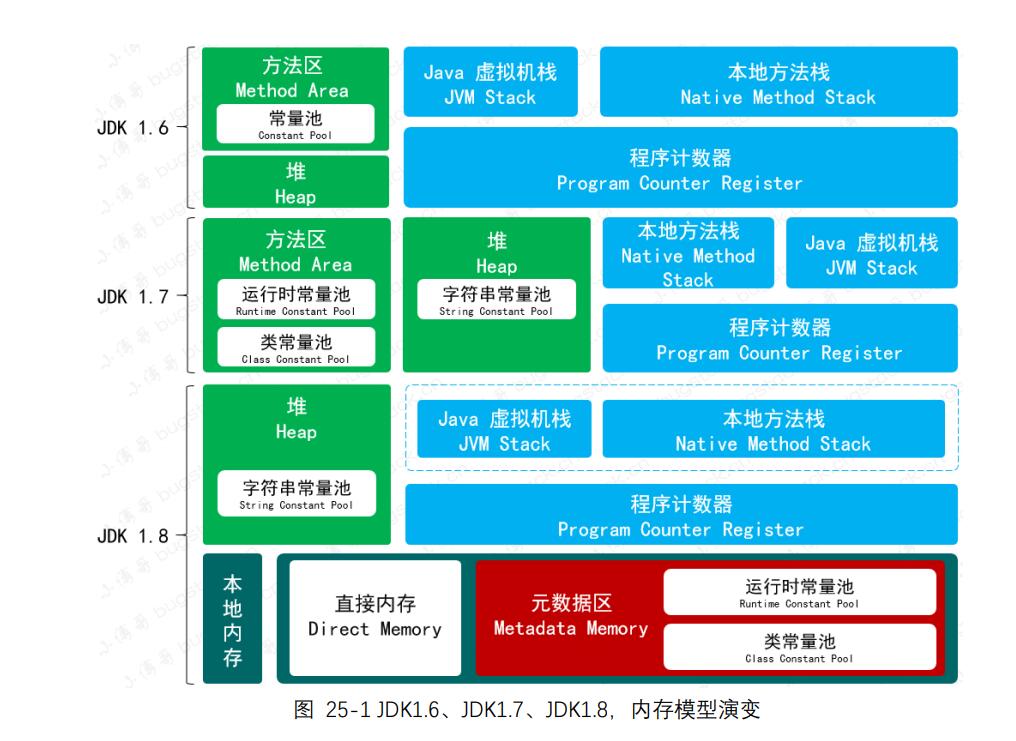 JDK 1.6
方法区
Method Area
常量池
Constant Pool
堆
Heap
Java 虚拟机栈
JVM Stack
本地方法栈
Native Method Stack
程序计数器
Program Counter Register
JDK 1.7
方法区
Method Area
运行时常量池
Runtime Constant Pool
类常量池
Class Constant Pool
堆
Heap
字符串常量池
String Constant Pool
本地方法栈
Native Method
Stack
Java 虚拟机栈
JVM Stack
程序计数器
Program Counter Register
JDK 1.8
堆
Heap
字符串常量池
String Constant Pool
Java 虚拟机栈
JVM Stack
本地方法栈
Native Method Stack
程序计数器
Program Counter Register
本
地
内
存
直接内存
Direct Memory
元数据区
Metadata Memory
运行时常量池
Runtime Constant Pool
类常量池
Class Constant Pool
图 25-1 JDK1.6、JDK1.7、JDK1.8，内存模型演变